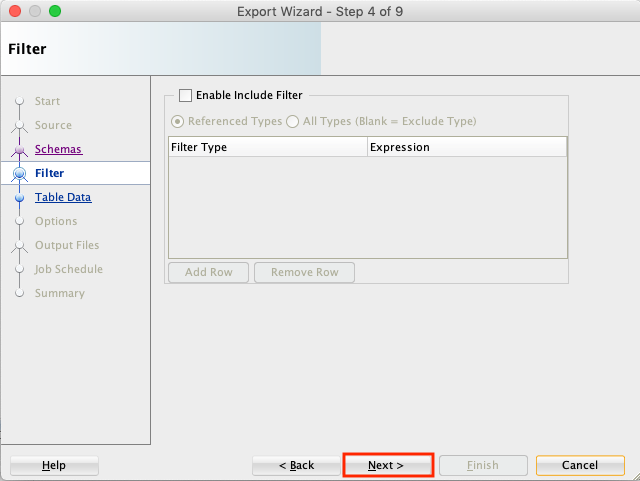 Export Wizard - Step 4 of 9
Filter
Start
Source
Schemas
Filter
Table Data
Options
Output Files
Job Schedule
Summary
Enable Include Filter
Referenced Types All Types (Blank = Exclude Type)
Filter Type Expression
Add Row Remove Row
Help < Back Next > Finish Cancel